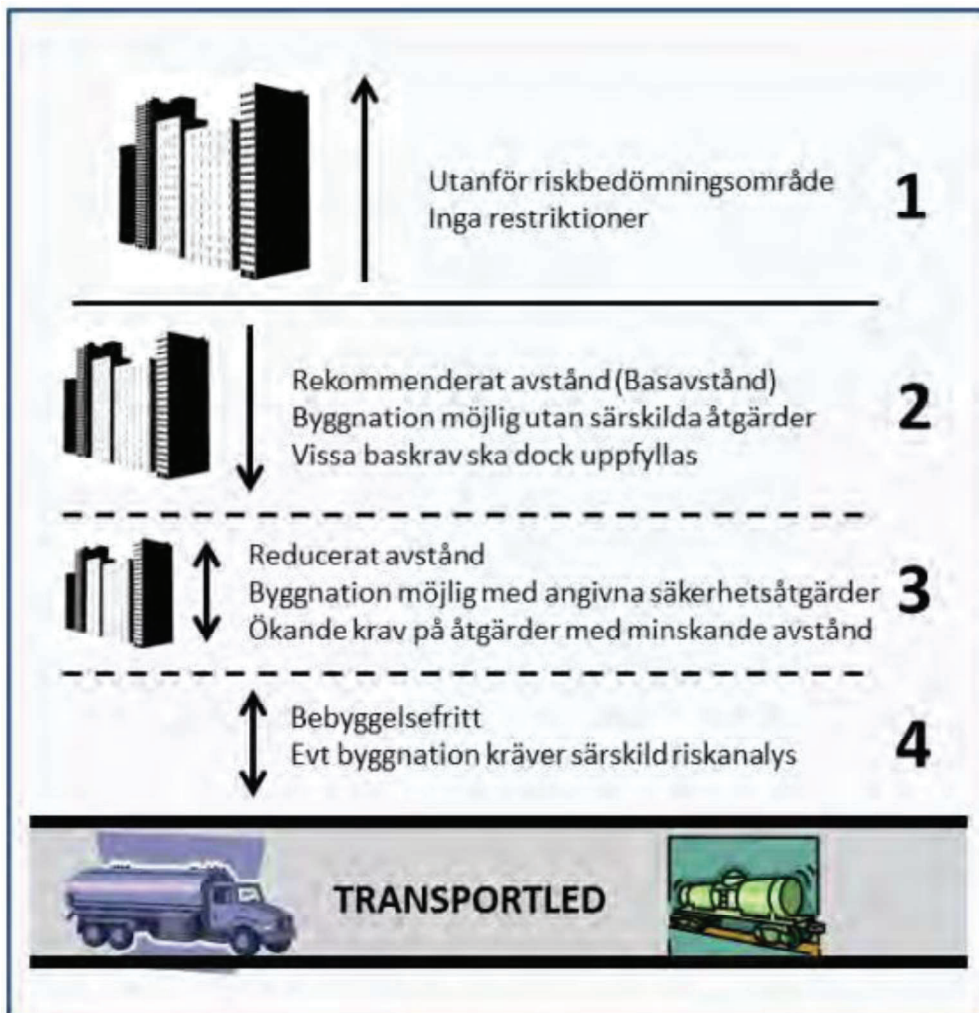 Utanför riskbedömningsområde
Inga restriktioner
1
Rekommenderat avstånd (Basavstånd)
Byggnation möjlig utan särskilda åtgärder
Vissa baskrav ska dock uppfyllas
2
Reducerat avstånd
Byggnation möjlig med angivna säkerhetsåtgärder
Ökande krav på åtgärder med minskande avstånd
3
Bebyggelsefritt
Evt byggnation kräver särskild riskanalys
4
TRANSPORTLED